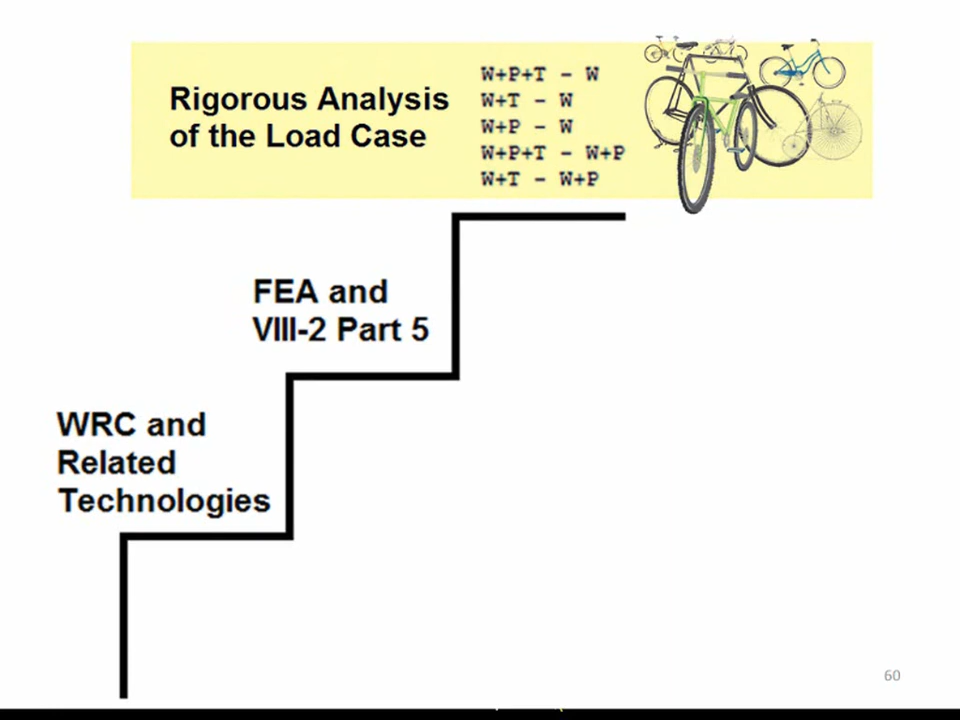 Rigorous Analysis
of the Load Case
W+P+T - W
W+T - W
W+P - W
W+P+T - W+P
W+T - W+P
FEA and
VIII-2 Part 5
WRC and
Related
Technologies
60